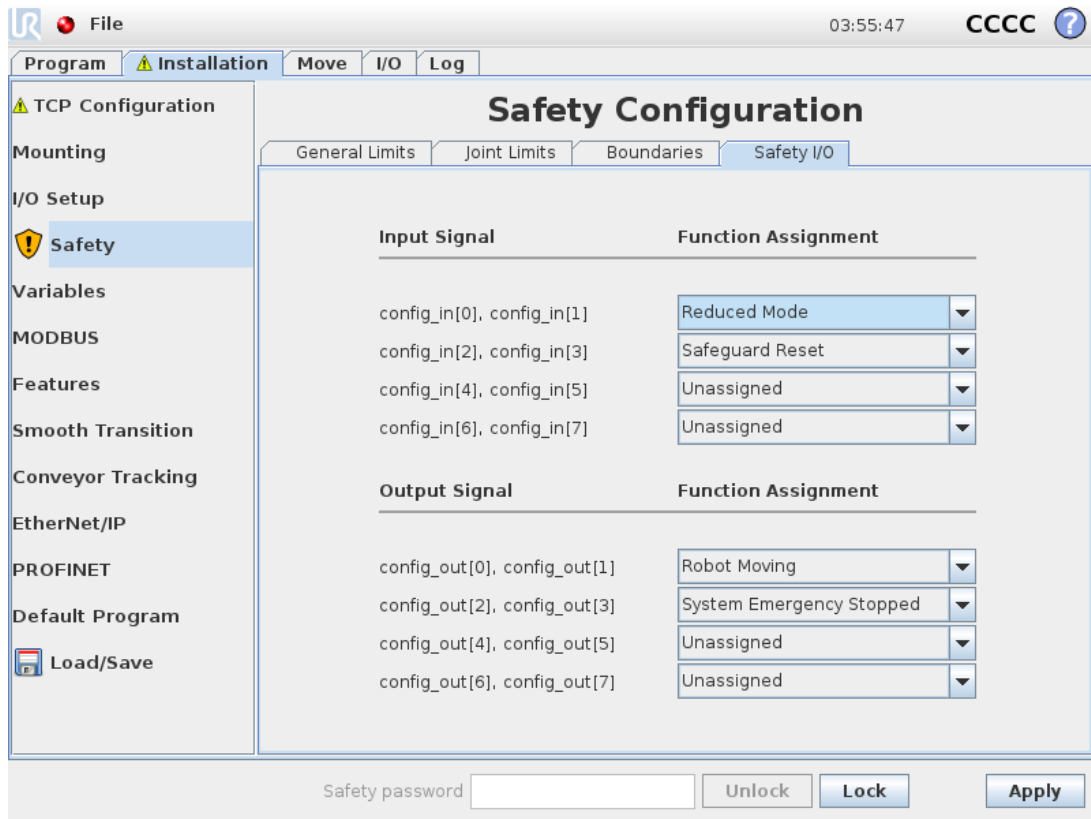 UR File 03:55:47 CCCC ?
Program Installation Move I/O Log
TCP Configuration
Mounting
I/O Setup
Safety
Variables
MODBUS
Features
Smooth Transition
Conveyor Tracking
EtherNet/IP
PROFINET
Default Program
Load/Save
Safety Configuration
General Limits Joint Limits Boundaries Safety I/O
Input Signal Function Assignment
config_in[0], config_in[1] Reduced Mode
config_in[2], config_in[3] Safeguard Reset
config_in[4], config_in[5] Unassigned
config_in[6], config_in[7] Unassigned
Output Signal Function Assignment
config_out[0], config_out[1] Robot Moving
config_out[2], config_out[3] System Emergency Stopped
config_out[4], config_out[5] Unassigned
config_out[6], config_out[7] Unassigned
Safety password Unlock Lock Apply